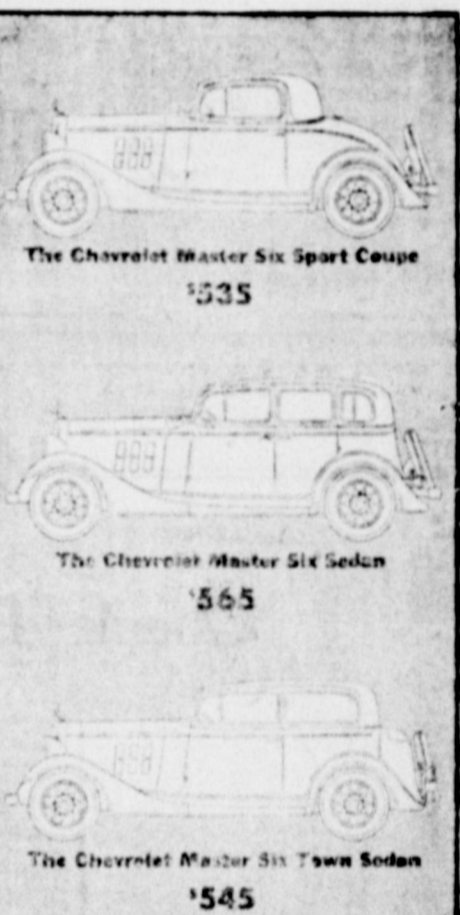 The Chevrolet Master Six Sport Coupe
$535
The Chevrolet Master Six Sedan
$565
The Chevrolet Master Six Town Sedan
$545